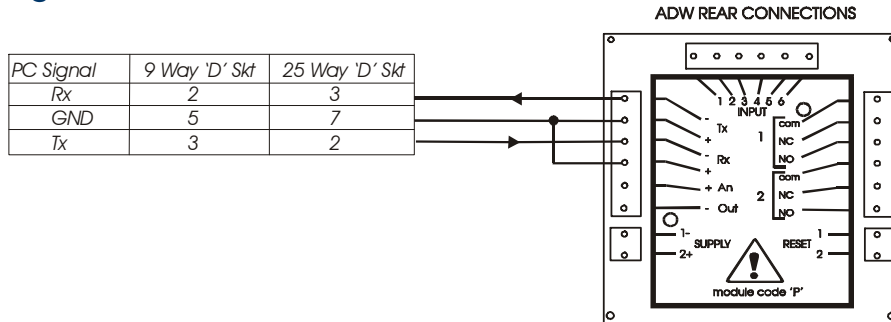 ADW REAR CONNECTIONS
PC Signal 9 Way 'D' Skt 25 Way 'D' Skt
Rx 2 3
GND 5 7
Tx 3 2
1 2 3 4 5 6
INPUT
-
Tx
+
-
Rx
+
+ An
- Out
1
com
NC
NO
2
com
NC
NO
1-
2+
SUPPLY
RESET
1
2
!
module code 'P'